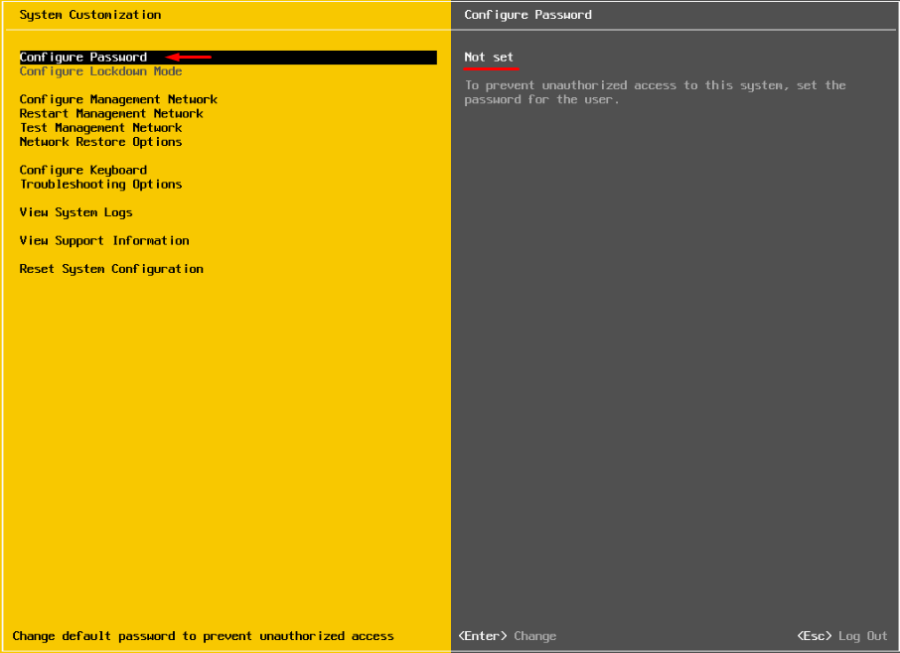 System Customization
Configure Password
Configure Lockdown Mode
Configure Management Network
Restart Management Network
Test Management Network
Network Restore Options
Configure Keyboard
Troubleshooting Options
View System Logs
View Support Information
Reset System Configuration
Change default password to prevent unauthorized access
Configure Password
Not set
To prevent unauthorized access to this system, set the
password for the user.
<Enter> Change
<Esc> Log Out